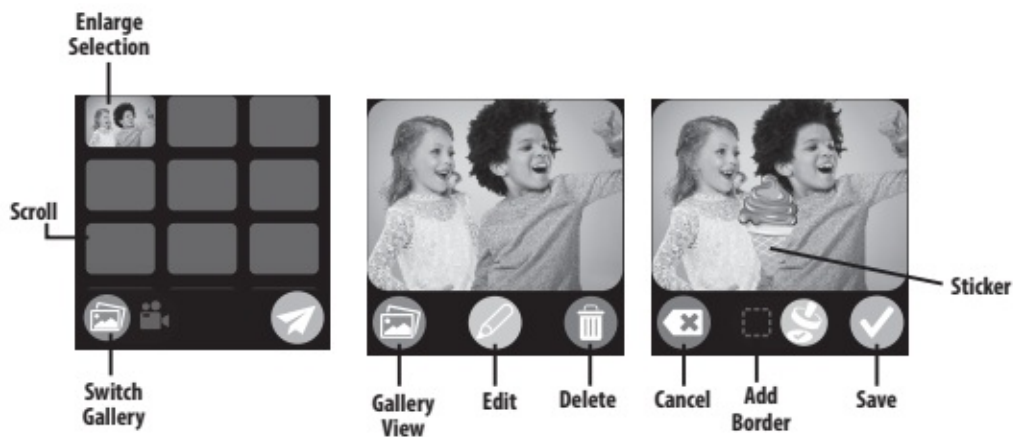 Enlarge
Selection
Scroll
Sticker
Switch
Gallery
Gallery
View
Edit
Delete
Cancel
Add
Border
Save